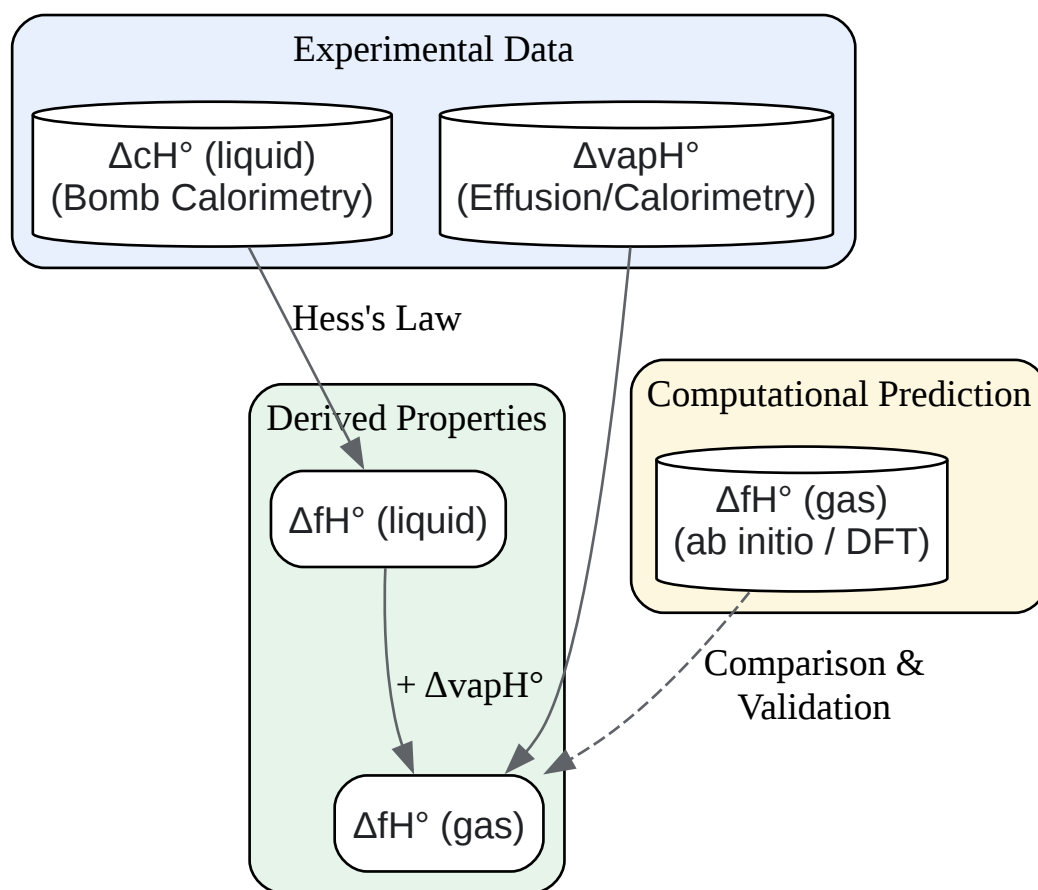 Experimental Data
ΔcH° (liquid)
(Bomb Calorimetry)
ΔvapH°
(Effusion/Calorimetry)
Hess's Law
Derived Properties
ΔfH° (liquid)
Computational Prediction
ΔfH° (gas)
(ab initio / DFT)
+ ΔvapH°
Comparison &
Validation
ΔfH° (gas)